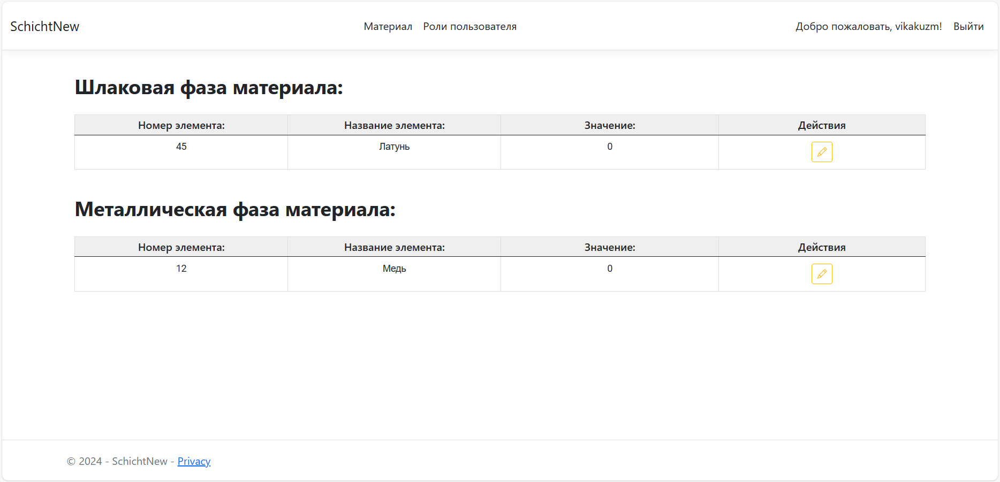 SchichtNew Материал Роли пользователя Добро пожаловать, vikakuzm! Выйти
Шлаковая фаза материала:
Номер элемента: Название элемента: Значение: Действия
45 Латунь 0
Металлическая фаза материала:
Номер элемента: Название элемента: Значение: Действия
12 Медь 0
© 2024 - SchichtNew - Privacy